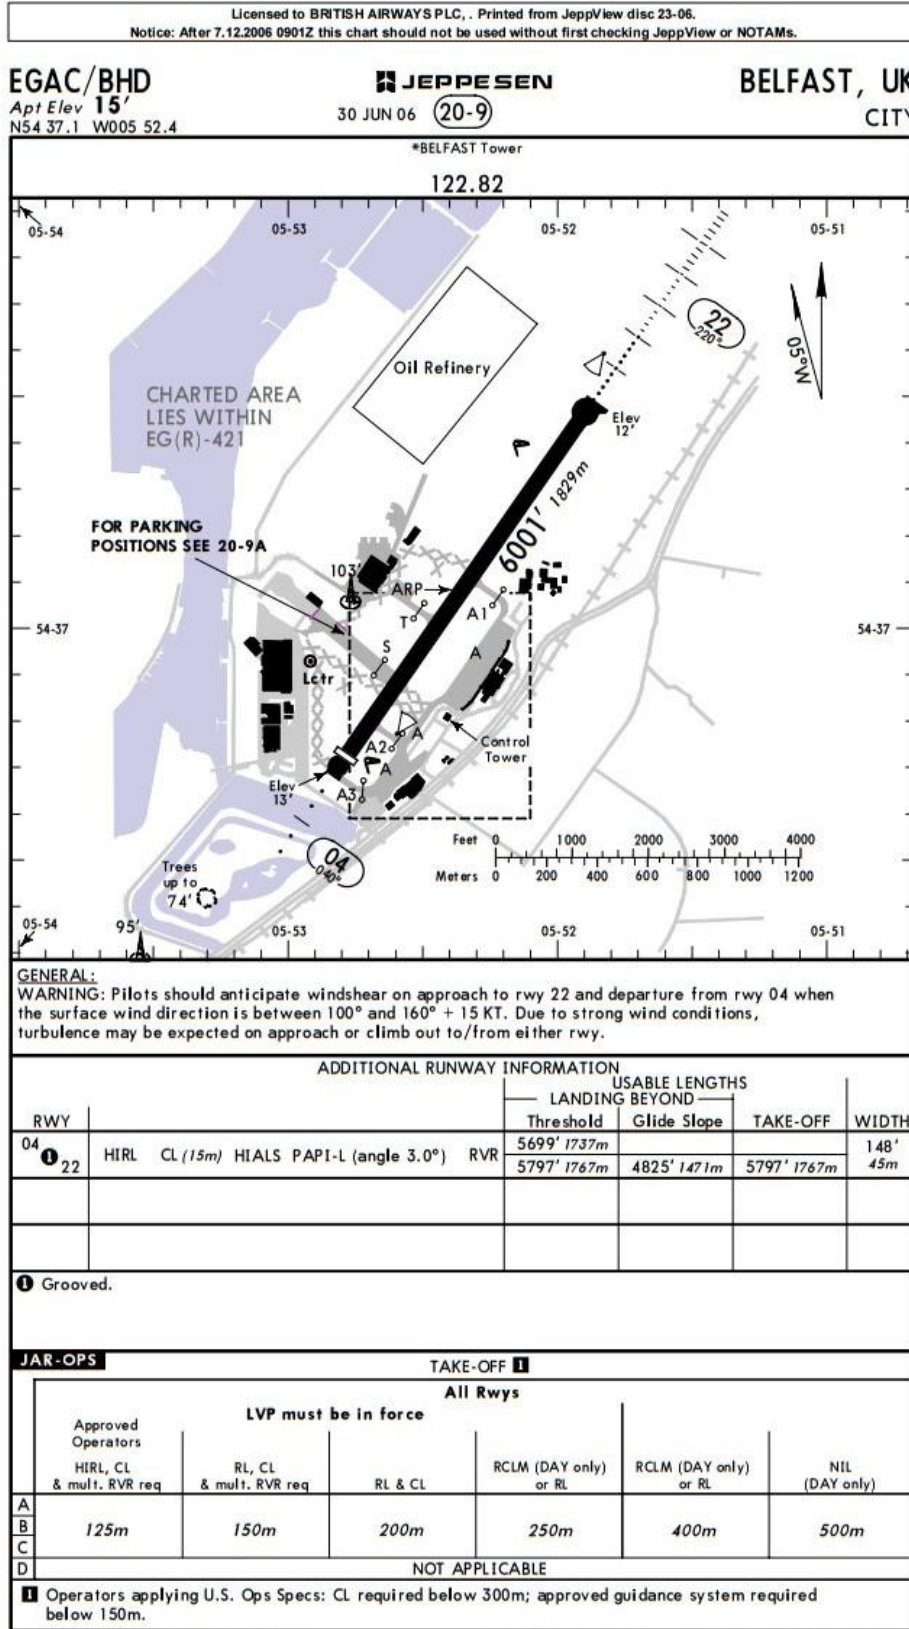 Licensed to BRITISH AIRWAYS PLC, . Printed from JeppView disc 23-06.
Notice: After 7.12.2006 0901Z this chart should not be used without first checking JeppView or NOTAMs.
EGAC/BHD
Apt Elev 15'
N54 37.1 W005 52.4
JEPPESEN
30 JUN 06 20-9
BELFAST, UK
CITY
*BELFAST Tower
122.82
05-54 05-53 05-52 05-51
22
220°
05°W
Oil Refinery
CHARTED AREA
LIES WITHIN
EG(R)-421
Elev
12'
6001' 1829m
FOR PARKING
POSITIONS SEE 20-9A
103'
ARP
T
A1
54-37 54-37
S
A
Lctr
A2 A
Control
Tower
A
Elev
13'
A3
04
040°
Feet 0 1000 2000 3000 4000
Meters 0 200 400 600 800 1000 1200
Trees
up to
74'
95'
05-54 05-53 05-52 05-51
GENERAL:
WARNING: Pilots should anticipate windshear on approach to rwy 22 and departure from rwy 04 when
the surface wind direction is between 100° and 160° + 15 KT. Due to strong wind conditions,
turbulence may be expected on approach or climb out to/from either rwy.
ADDITIONAL RUNWAY INFORMATION
USABLE LENGTHS
LANDING BEYOND
RWY Threshold Glide Slope TAKE-OFF WIDTH
04 1 22 HIRL CL (15m) HIALS PAPI-L (angle 3.0°) RVR
5699' 1737m
5797' 1767m 4825' 1471m 5797' 1767m
148'
45m
1 Grooved.
JAR-OPS
TAKE-OFF 1
All Rwys
LVP must be in force
Approved
Operators
HIRL, CL
& mult. RVR req
RL, CL
& mult. RVR req
RL & CL
RCLM (DAY only)
or RL
RCLM (DAY only)
or RL
NIL
(DAY only)
A
B
C
125m 150m 200m 250m 400m 500m
D NOT APPLICABLE
1 Operators applying U.S. Ops Specs: CL required below 300m; approved guidance system required
below 150m.